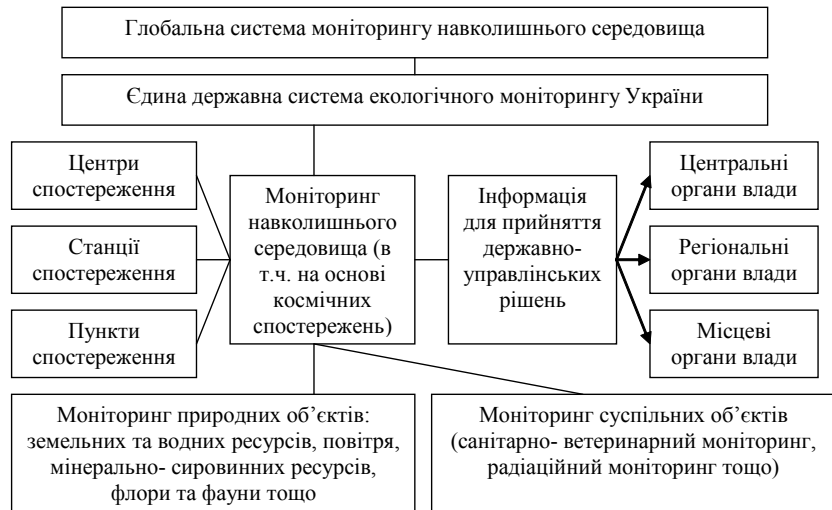 Глобальна система моніторингу навколишнього середовища
Єдина державна система екологічного моніторингу України
Центри
спостереження
Станції
спостереження
Пункти
спостереження
Моніторинг
навколишнього
середовища (в
т.ч. на основі
космічних
спостережень)
Інформація
для прийняття
державно-
управлінських
рішень
Центральні
органи влади
Регіональні
органи влади
Місцеві
органи влади
Моніторинг природних об’єктів:
земельних та водних ресурсів, повітря,
мінерально- сировинних ресурсів,
флори та фауни тощо
Моніторинг суспільних об’єктів
(санітарно- ветеринарний моніторинг,
радіаційний моніторинг тощо)